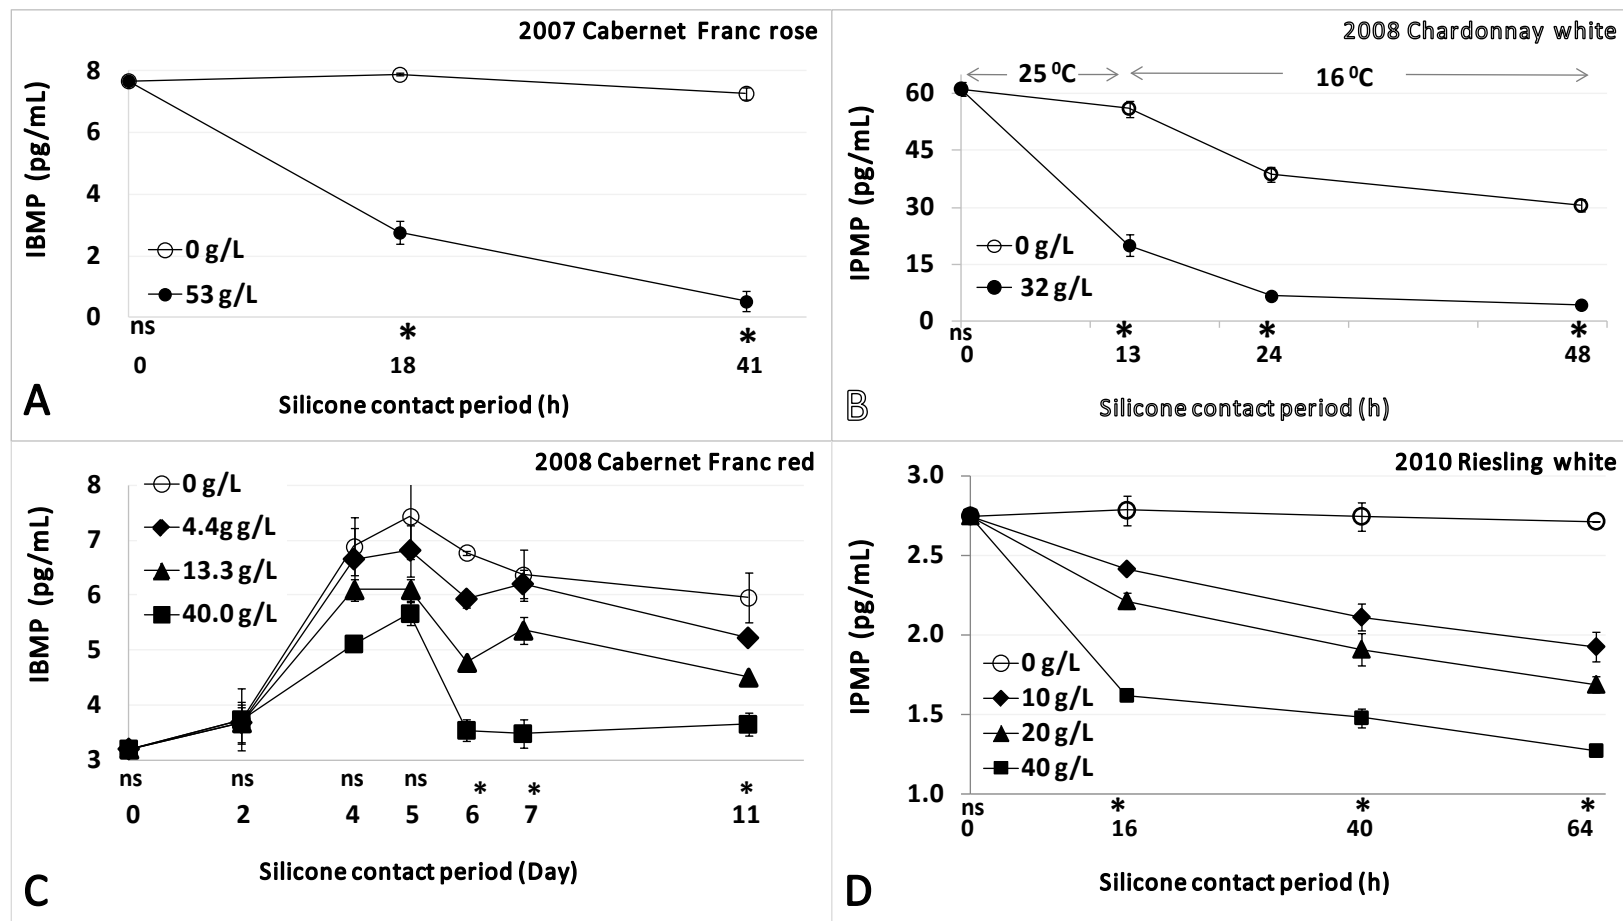 2007 Cabernet Franc rose
IBMP (pg/mL)
8
6
4
2
0
0 g/L
53 g/L
ns
*
*
0
18
41
Silicone contact period (h)
A
2008 Chardonnay white
25 ⁰C
16 ⁰C
IPMP (pg/mL)
60
45
30
15
0
0 g/L
32 g/L
ns
*
*
*
0
13
24
48
Silicone contact period (h)
B
2008 Cabernet Franc red
IBMP (pg/mL)
8
7
6
5
4
3
0 g/L
4.4g g/L
13.3 g/L
40.0 g/L
ns
ns
ns
ns
*
*
*
0
2
4
5
6
7
11
Silicone contact period (Day)
C
2010 Riesling white
IPMP (pg/mL)
3.0
2.5
2.0
1.5
1.0
0 g/L
10 g/L
20 g/L
40 g/L
ns
*
*
*
0
16
40
64
Silicone contact period (h)
D